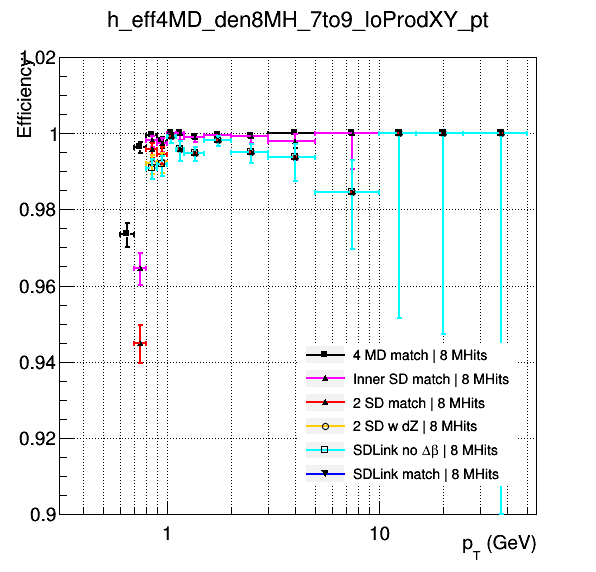 h_eff4MD_den8MH_7to9_loProdXY_pt
Efficiency
1.02
1
0.98
0.96
0.94
0.92
0.9
4 MD match | 8 MHits
Inner SD match | 8 MHits
2 SD match | 8 MHits
2 SD w dZ | 8 MHits
SDLink no Δβ | 8 MHits
SDLink match | 8 MHits
1
10
p_T (GeV)